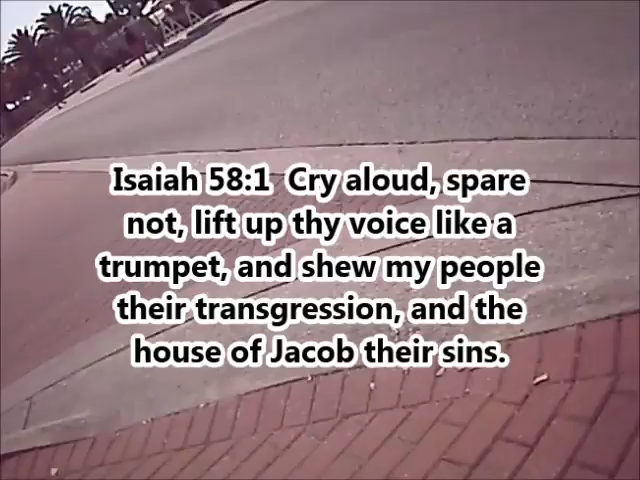 Isaiah 58:1  Cry aloud, spare
not, lift up thy voice like a
trumpet, and shew my people
their transgression, and the
house of Jacob their sins.